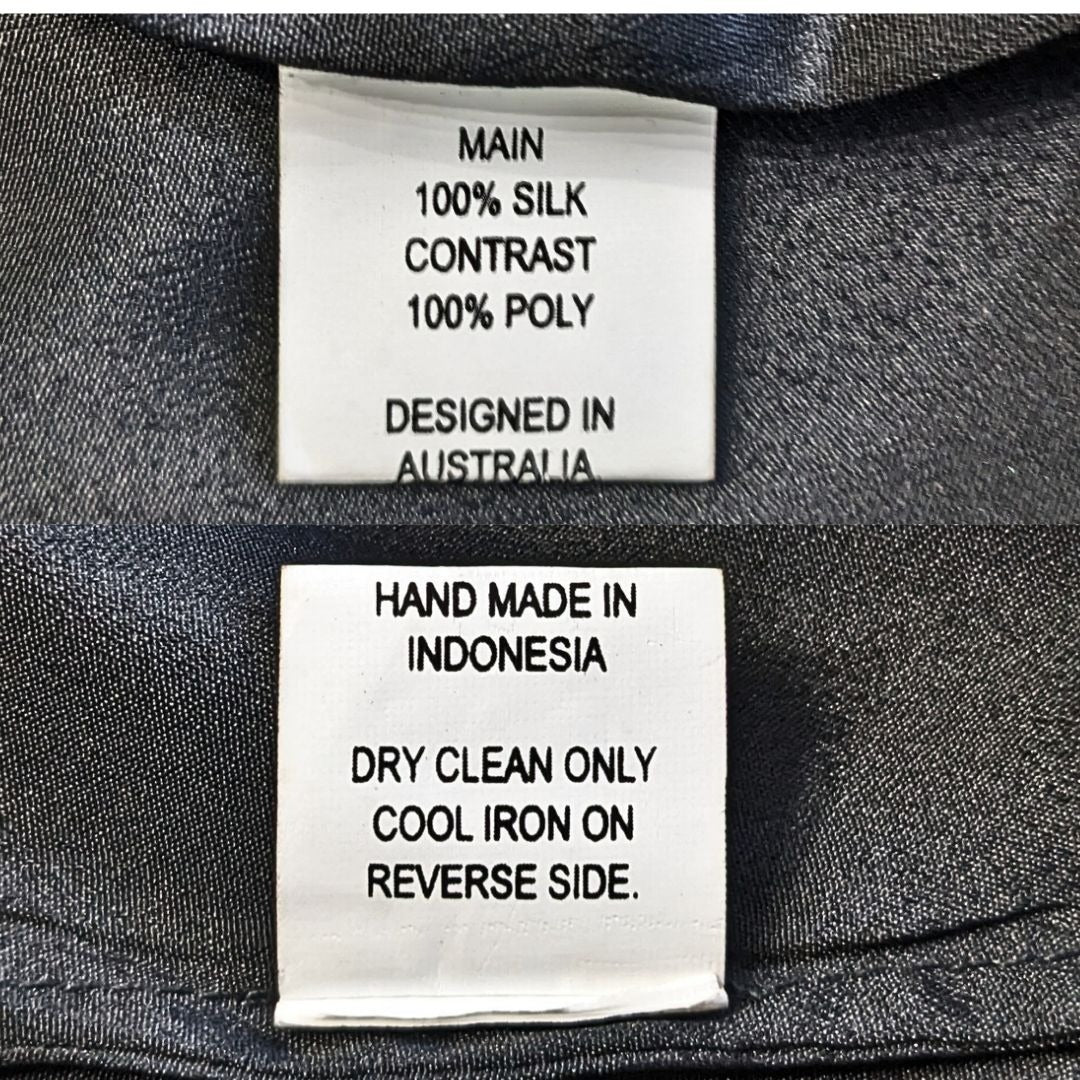 MAIN
100% SILK
CONTRAST
100% POLY
DESIGNED IN
AUSTRALIA
HAND MADE IN
INDONESIA
DRY CLEAN ONLY
COOL IRON ON
REVERSE SIDE.